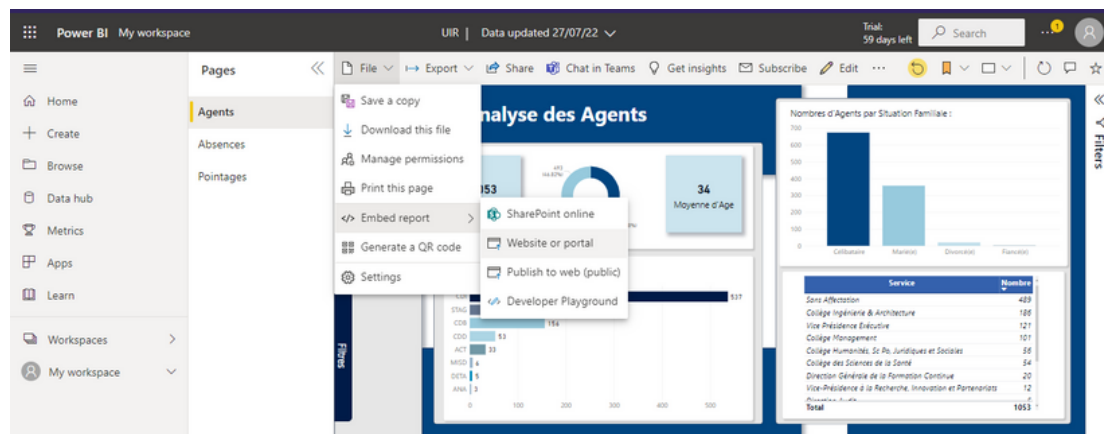 Power BI My workspace
UIR | Data updated 27/07/22
Trial:
59 days left
Search
1
Pages
File
Export
Share
Chat in Teams
Get insights
Subscribe
Edit
Home
Create
Browse
Data hub
Metrics
Apps
Learn
Workspaces
My workspace
Agents
Absences
Pointages
Save a copy
Download this file
Manage permissions
Print this page
Embed report
Generate a QR code
Settings
SharePoint online
Website or portal
Publish to web (public)
Developer Playground
nalyse des Agents
34
Moyenne d'Age
Filtres
537
STAG
CDB
156
CDD
53
ACT
33
MISD
6
DETA
5
ANA
3
0 100 200 300 400 500
Nombres d'Agents par Situation Familiale :
700
600
500
400
300
200
100
0
Célibataire Marié(e) Divorcé(e) Fiancé(e)
Service Nombre
Sans Affectation 489
Collège Ingénierie & Architecture 186
Vice Présidence Exécutive 121
Collège Management 101
Collège Humanités, Sc Po, Juridiques et Sociales 56
Collège des Sciences de la Santé 54
Direction Générale de la Formation Continue 20
Vice-Présidence à la Recherche, Innovation et Partenariats 12
Total 1053
Filters